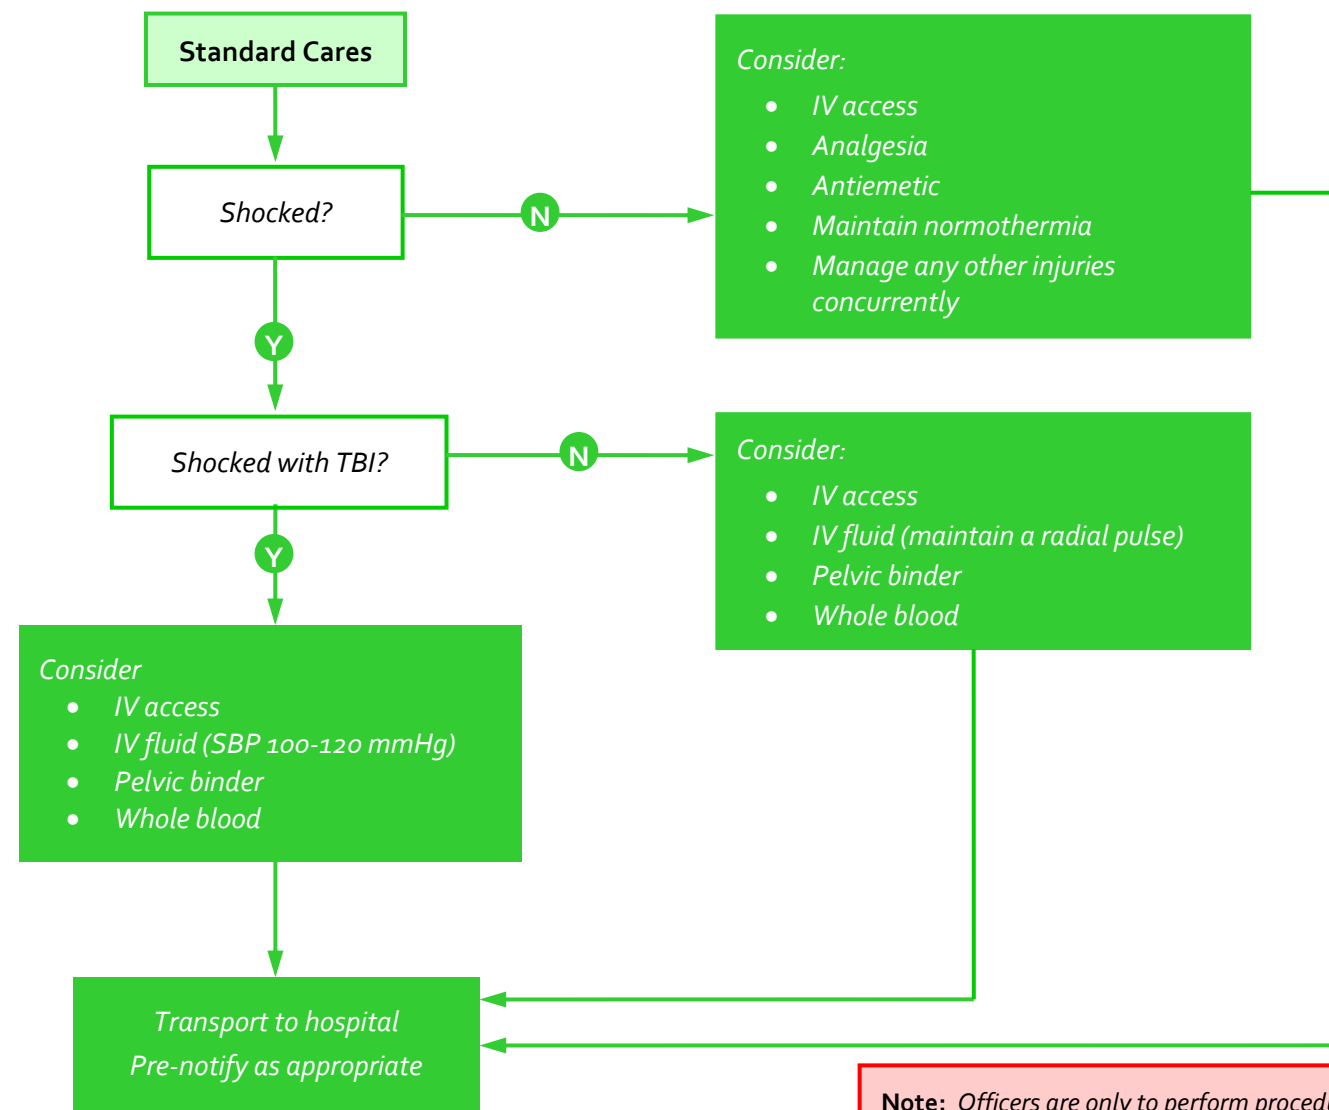 Standard Cares
Shocked?
N
Consider:
• IV access
• Analgesia
• Antiemetic
• Maintain normothermia
• Manage any other injuries
concurrently
Y
Shocked with TBI?
N
Consider:
• IV access
• IV fluid (maintain a radial pulse)
• Pelvic binder
• Whole blood
Y
Consider
• IV access
• IV fluid (SBP 100-120 mmHg)
• Pelvic binder
• Whole blood
Transport to hospital
Pre-notify as appropriate
Note: Officers are only to perform